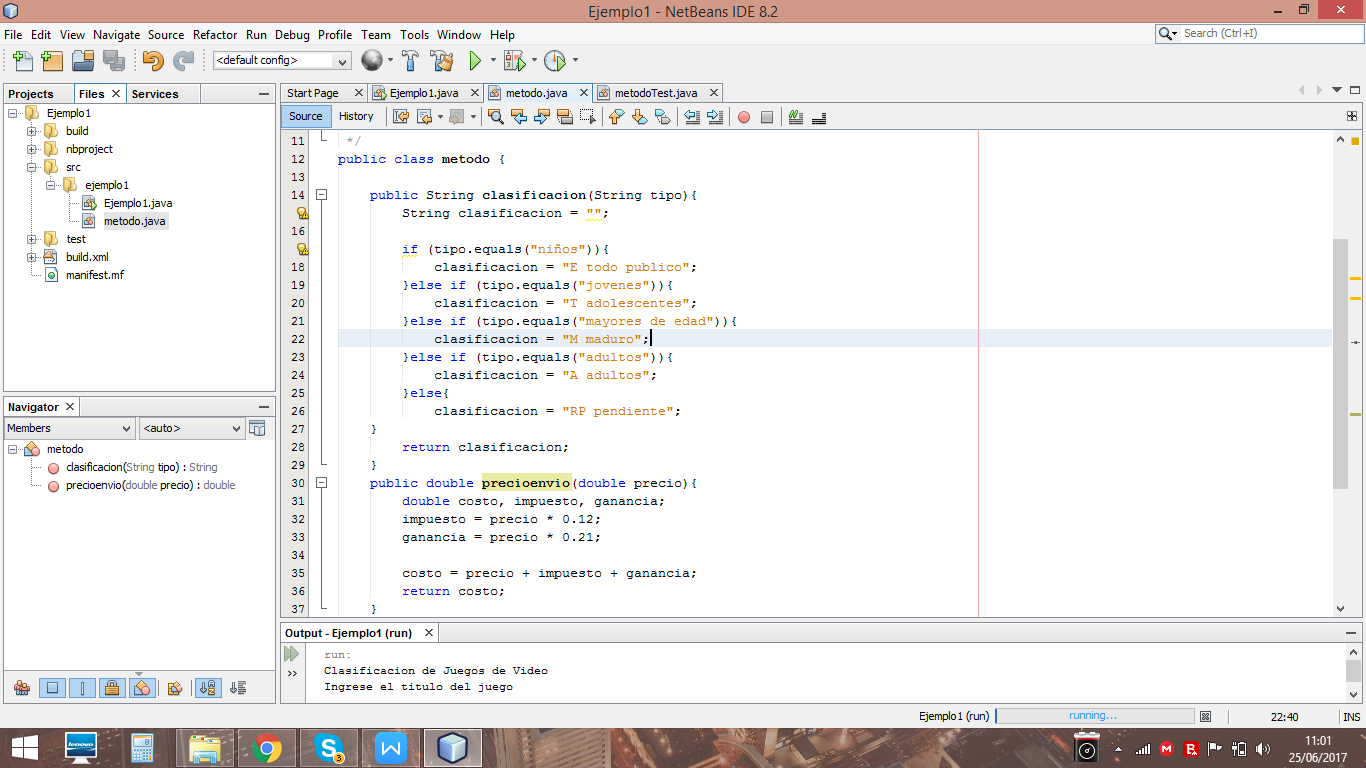 Ejemplo1 - NetBeans IDE 8.2
File Edit View Navigate Source Refactor Run Debug Profile Team Tools Window Help
Search (Ctrl+I)
<default config>
Projects Files Services
Ejemplo1
build
nbproject
src
ejemplo1
Ejemplo1.java
metodo.java
test
build.xml
manifest.mf
Navigator
Members <auto>
metodo
clasificacion(String tipo) : String
precioenvio(double precio) : double
Start Page Ejemplo1.java metodo.java metodoTest.java
Source History
11 */
12 public class metodo {
13
14 public String clasificacion(String tipo){
String clasificacion = "";
16
if (tipo.equals("niños")){
18 clasificacion = "E todo publico";
19 }else if (tipo.equals("jovenes")){
20 clasificacion = "T adolescentes";
21 }else if (tipo.equals("mayores de edad")){
22 clasificacion = "M maduro";
23 }else if (tipo.equals("adultos")){
24 clasificacion = "A adultos";
25 }else{
26 clasificacion = "RP pendiente";
27 }
28 return clasificacion;
29 }
30 public double precioenvio(double precio){
31 double costo, impuesto, ganancia;
32 impuesto = precio * 0.12;
33 ganancia = precio * 0.21;
34
35 costo = precio + impuesto + ganancia;
36 return costo;
37 }
Output - Ejemplo1 (run)
run:
Clasificacion de Juegos de Video
Ingrese el titulo del juego
Ejemplo1 (run) running... 22:40 INS
lenovo
3
11:01
25/06/2017